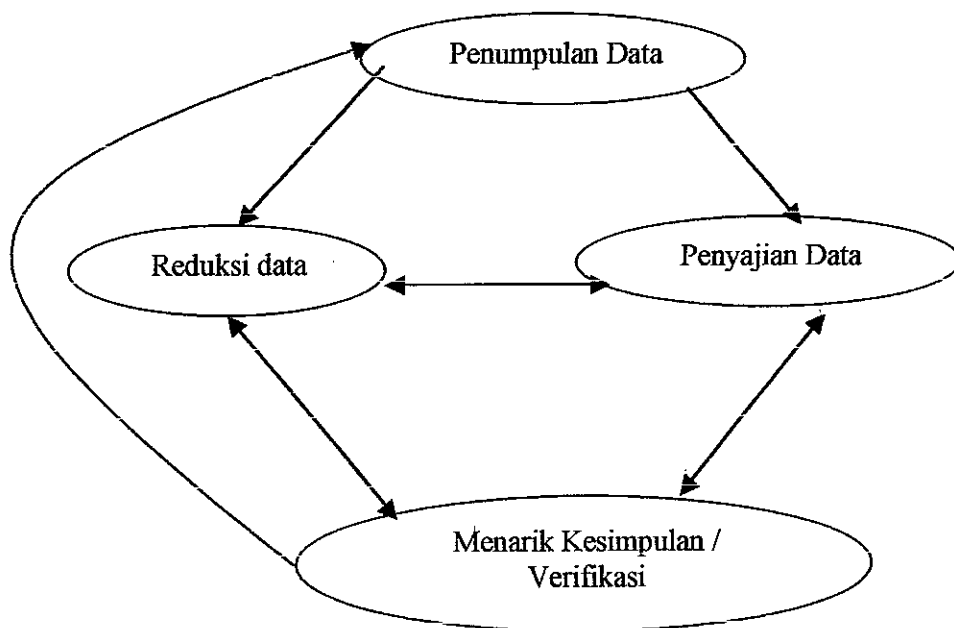 Penumpulan Data
Reduksi data
Penyajian Data
Menarik Kesimpulan /
Verifikasi